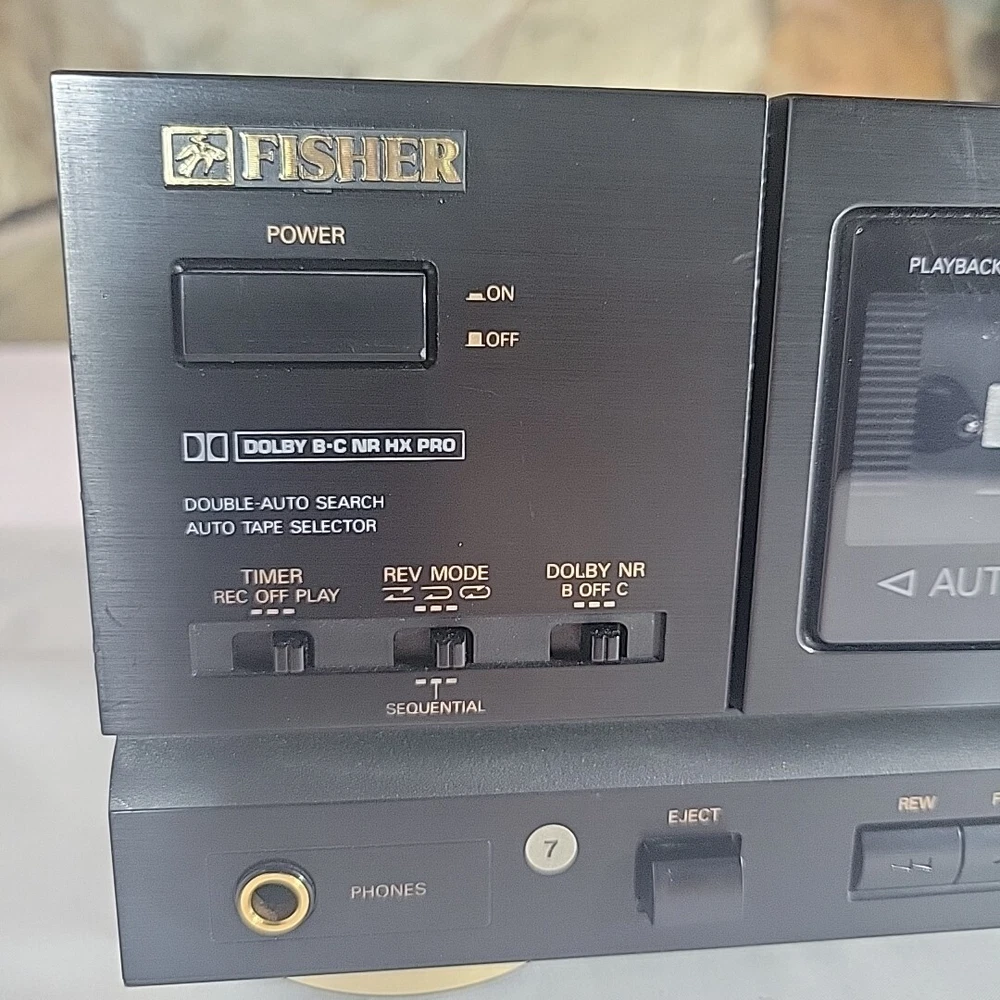 FISHER
POWER
ON
OFF
PLAYBACK
DOLBY B·C NR HX PRO
DOUBLE-AUTO SEARCH
AUTO TAPE SELECTOR
TIMER
REC OFF PLAY
REV MODE
DOLBY NR
B OFF C
SEQUENTIAL
AUT
EJECT
REW
F
7
PHONES